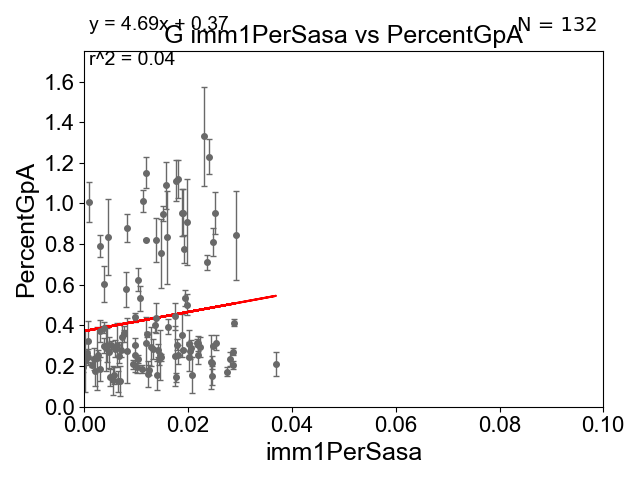 y = 4.69x + 0.37
G imm1PerSasa vs PercentGpA
N = 132
r^2 = 0.04
PercentGpA
1.6
1.4
1.2
1.0
0.8
0.6
0.4
0.2
0.0
0.00 0.02 0.04 0.06 0.08 0.10
imm1PerSasa